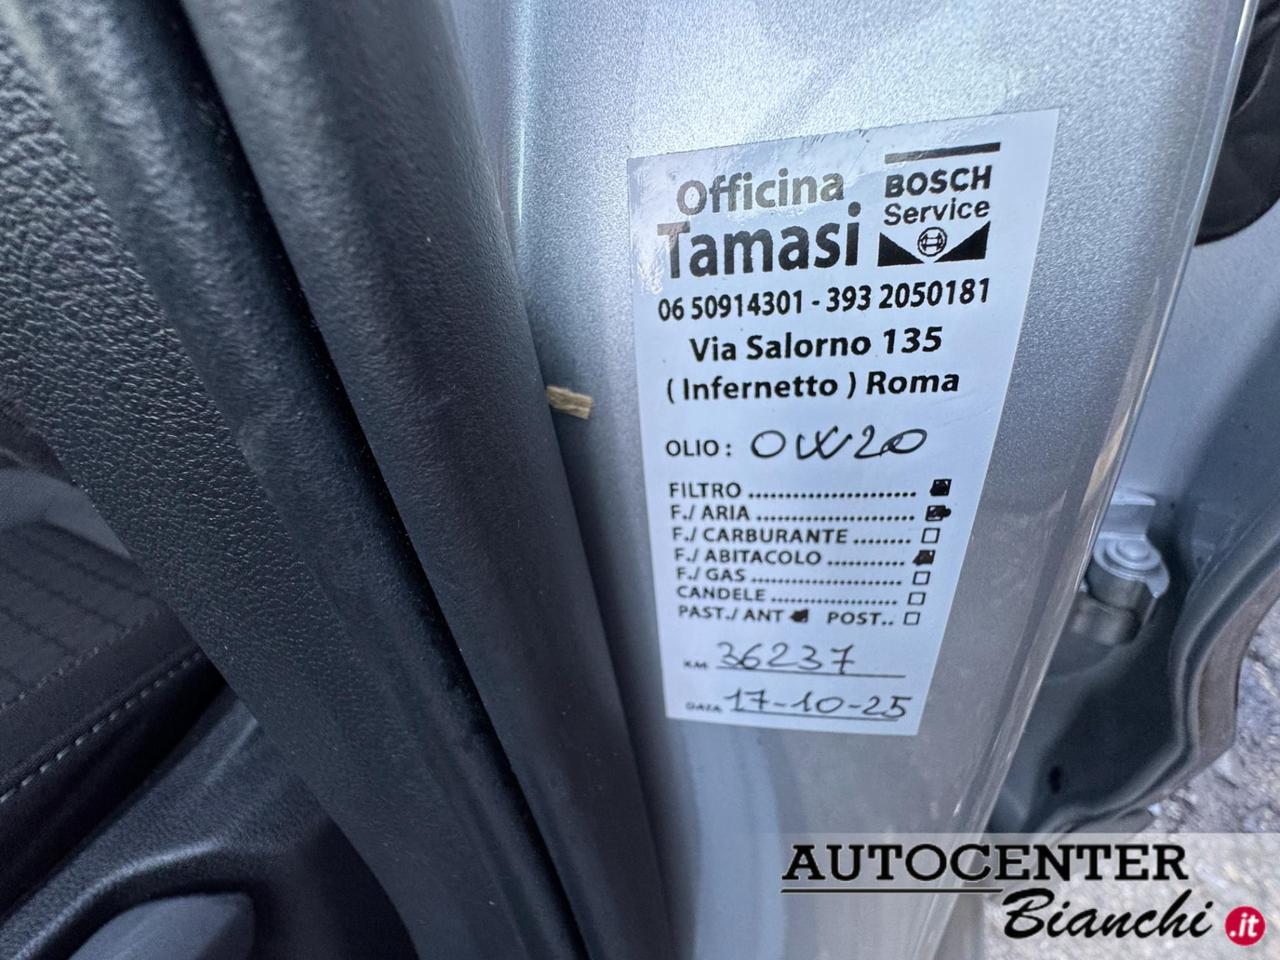 Officina
Tamasi
BOSCH
Service
06 50914301 - 393 2050181
Via Salorno 135
( Infernetto ) Roma
OLIO : 0W20
FILTRO ........................
F./ ARIA ........................
F./ CARBURANTE ........
F./ ABITACOLO ...........
F./ GAS ........................
CANDELE ....................
PAST./ ANT POST..
KM 36237
DATA 17-10-25
AUTOCENTER
Bianchi.it